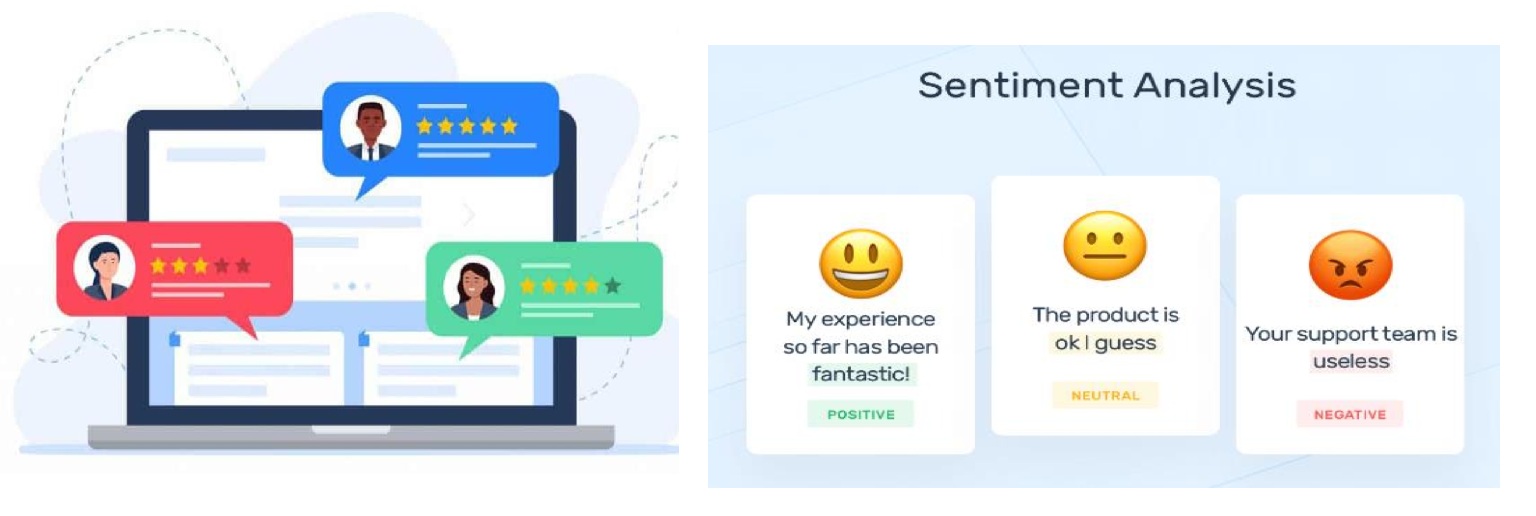 Sentiment Analysis
My experience
so far has been
fantastic!
POSITIVE
The product is
ok I guess
NEUTRAL
Your support team is
useless
NEGATIVE